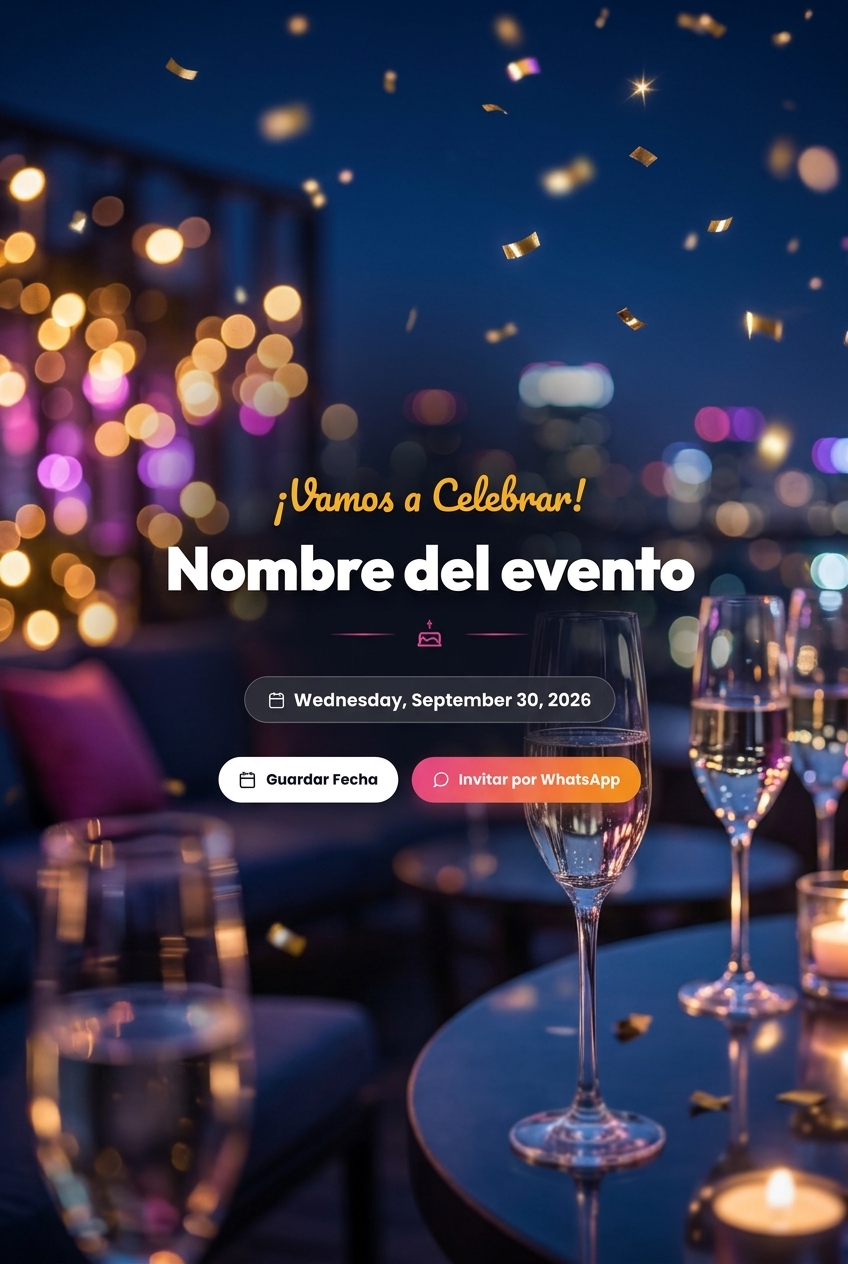 ¡Vamos a Celebrar!
Nombre del evento
Wednesday, September 30, 2026
Guardar Fecha
Invitar por WhatsApp